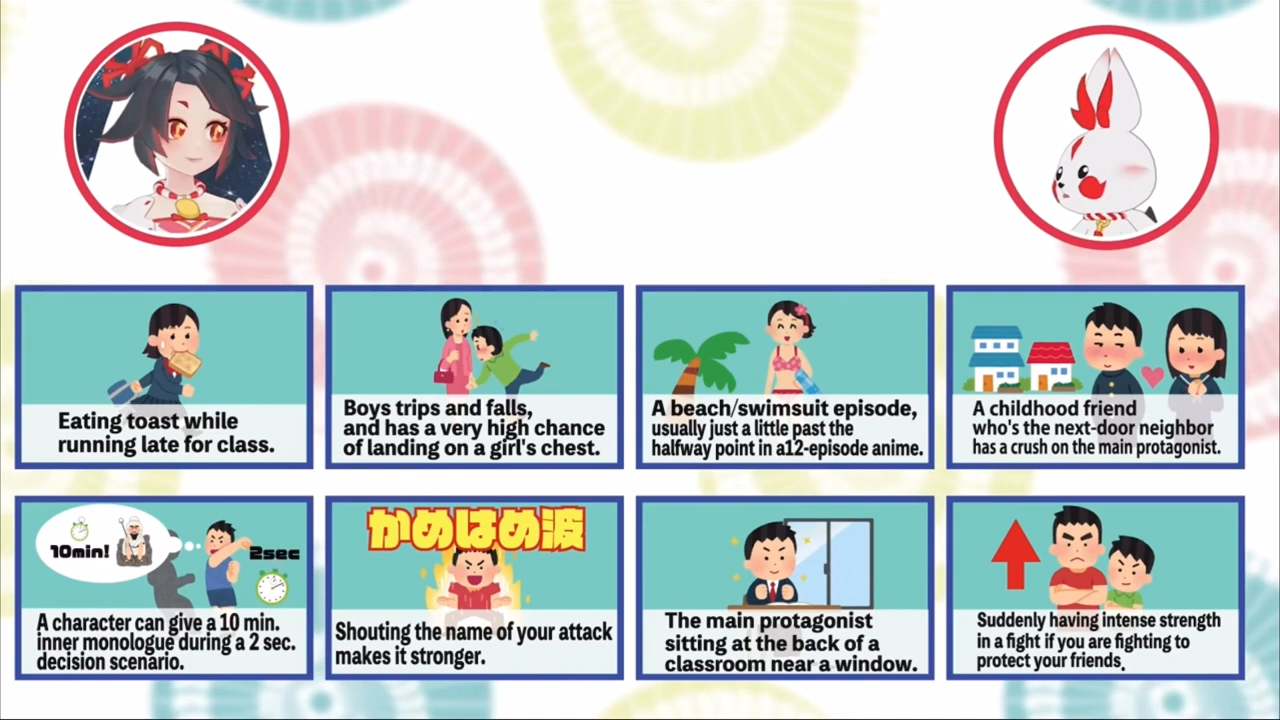 Eating toast while
running late for class.
Boys trips and falls,
and has a very high chance
of landing on a girl's chest.
A beach/swimsuit episode,
usually just a little past the
halfway point in a12-episode anime.
A childhood friend
who's the next-door neighbor
has a crush on the main protagonist.
10min!
2sec
A character can give a 10 min.
inner monologue during a 2 sec.
decision scenario.
かめはめ波
Shouting the name of your attack
makes it stronger.
The main protagonist
sitting at the back of a
classroom near a window.
Suddenly having intense strength
in a fight if you are fighting to
protect your friends.